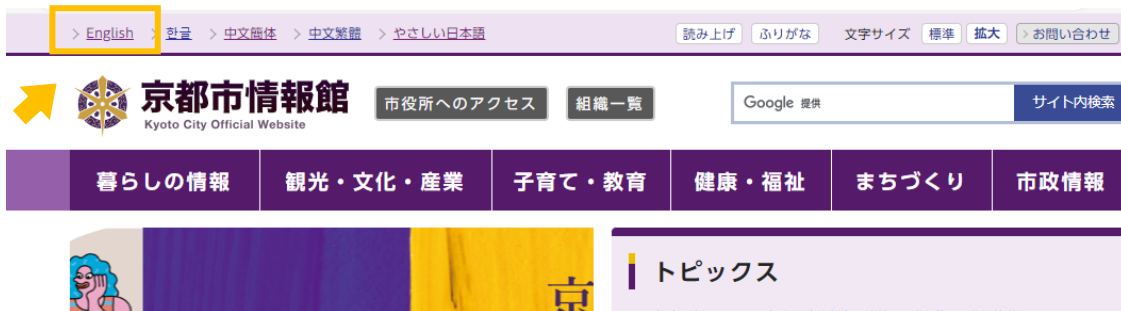 > English > 한글 > 中文簡体 > 中文繁體 > やさしい日本語 読み上げ ふりがな 文字サイズ 標準 拡大 > お問い合わせ
京都市情報館 市役所へのアクセス 組織一覧 Google 提供 サイト内検索
Kyoto City Official Website
暮らしの情報 観光・文化・産業 子育て・教育 健康・福祉 まちづくり 市政情報
京
トピックス